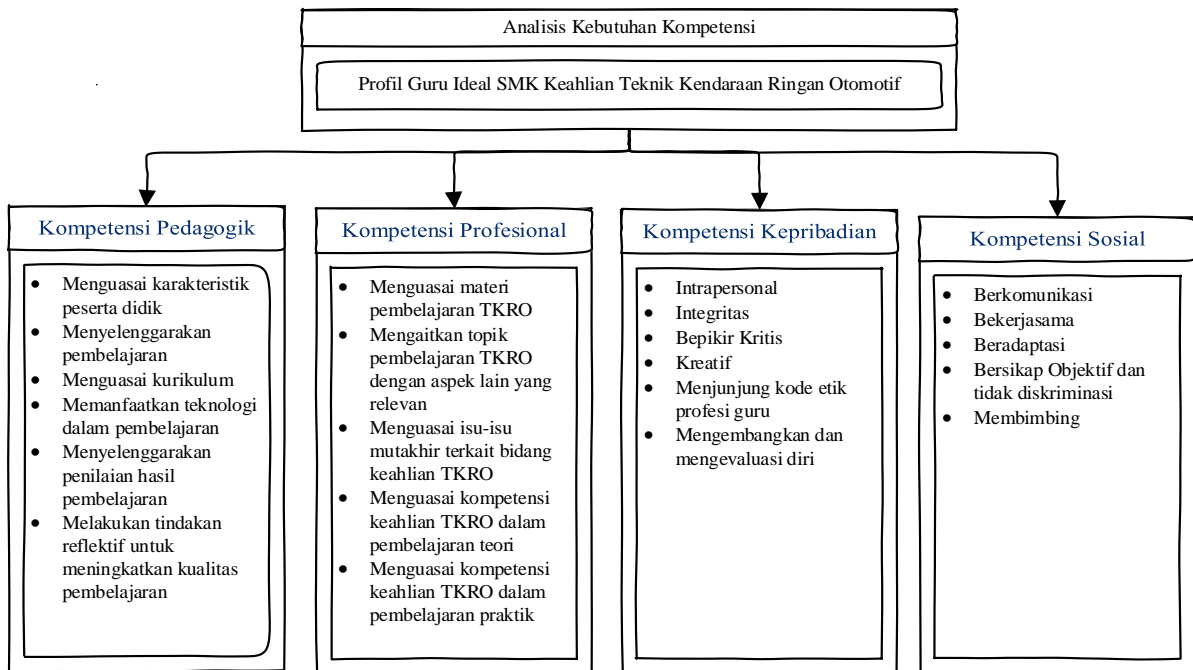 Analisis Kebutuhan Kompetensi
Profil Guru Ideal SMK Keahlian Teknik Kendaraan Ringan Otomotif
Kompetensi Pedagogik
• Menguasai karakteristik
peserta didik
• Menyelenggarakan
pembelajaran
• Menguasai kurikulum
• Memanfaatkan teknologi
dalam pembelajaran
• Menyelenggarakan
penilaian hasil
pembelajaran
• Melakukan tindakan
reflektif untuk
meningkatkan kualitas
pembelajaran
Kompetensi Profesional
• Menguasai materi
pembelajaran TKRO
• Mengaitkan topik
pembelajaran TKRO
dengan aspek lain yang
relevan
• Menguasai isu-isu
mutakhir terkait bidang
keahlian TKRO
• Menguasai kompetensi
keahlian TKRO dalam
pembelajaran teori
• Menguasai kompetensi
keahlian TKRO dalam
pembelajaran praktik
Kompetensi Kepribadian
• Intrapersonal
• Integritas
• Bepikir Kritis
• Kreatif
• Menjunjung kode etik
profesi guru
• Mengembangkan dan
mengevaluasi diri
Kompetensi Sosial
• Berkomunikasi
• Bekerjasama
• Beradaptasi
• Bersikap Objektif dan
tidak diskriminasi
• Membimbing